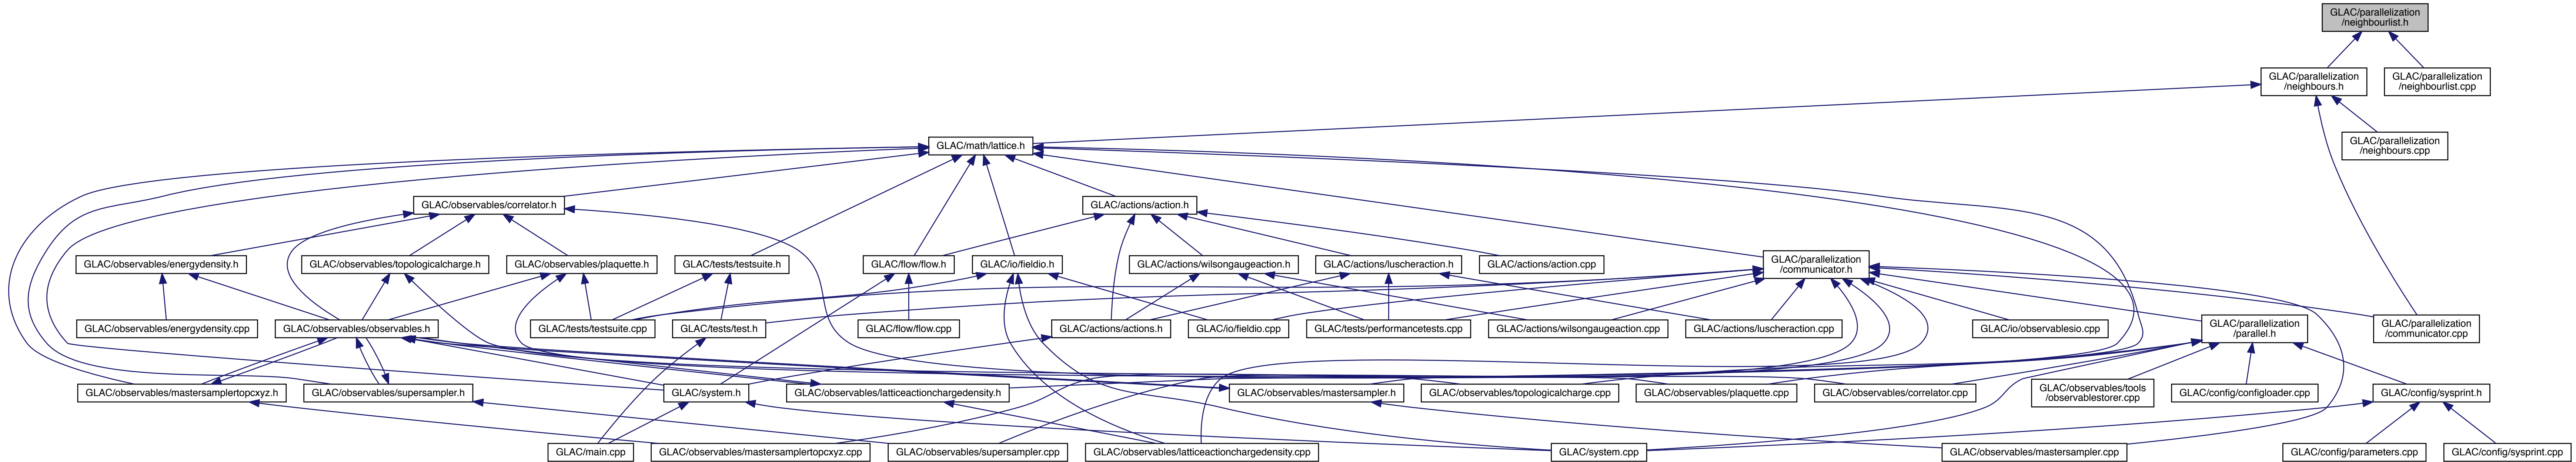 GLAC/parallelization
/neighbourlist.h
GLAC/parallelization
/neighbours.h
GLAC/parallelization
/neighbourlist.cpp
GLAC/math/lattice.h
GLAC/parallelization
/neighbours.cpp
GLAC/observables/correlator.h
GLAC/actions/action.h
GLAC/observables/energydensity.h
GLAC/observables/topologicalcharge.h
GLAC/observables/plaquette.h
GLAC/tests/testsuite.h
GLAC/flow/flow.h
GLAC/io/fieldio.h
GLAC/actions/wilsongaugeaction.h
GLAC/actions/luscheraction.h
GLAC/actions/action.cpp
GLAC/parallelization
/communicator.h
GLAC/observables/energydensity.cpp
GLAC/observables/observables.h
GLAC/tests/testsuite.cpp
GLAC/tests/test.h
GLAC/flow/flow.cpp
GLAC/actions/actions.h
GLAC/io/fieldio.cpp
GLAC/tests/performancetests.cpp
GLAC/actions/wilsongaugeaction.cpp
GLAC/actions/luscheraction.cpp
GLAC/io/observablesio.cpp
GLAC/parallelization
/parallel.h
GLAC/parallelization
/communicator.cpp
GLAC/observables/mastersamplertopcxyz.h
GLAC/observables/supersampler.h
GLAC/system.h
GLAC/observables/latticeactionchargedensity.h
GLAC/observables/mastersampler.h
GLAC/observables/topologicalcharge.cpp
GLAC/observables/plaquette.cpp
GLAC/observables/correlator.cpp
GLAC/observables/tools
/observablestorer.cpp
GLAC/config/configloader.cpp
GLAC/config/sysprint.h
GLAC/main.cpp
GLAC/observables/mastersamplertopcxyz.cpp
GLAC/observables/supersampler.cpp
GLAC/observables/latticeactionchargedensity.cpp
GLAC/system.cpp
GLAC/observables/mastersampler.cpp
GLAC/config/parameters.cpp
GLAC/config/sysprint.cpp